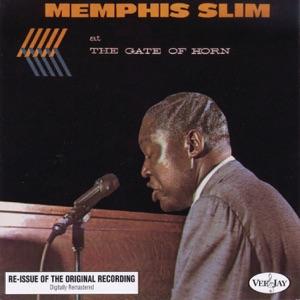 MEMPHIS SLIM
at
THE GATE OF HORN
RE-ISSUE OF THE ORIGINAL RECORDING
Digitally Remastered
VEE JAY